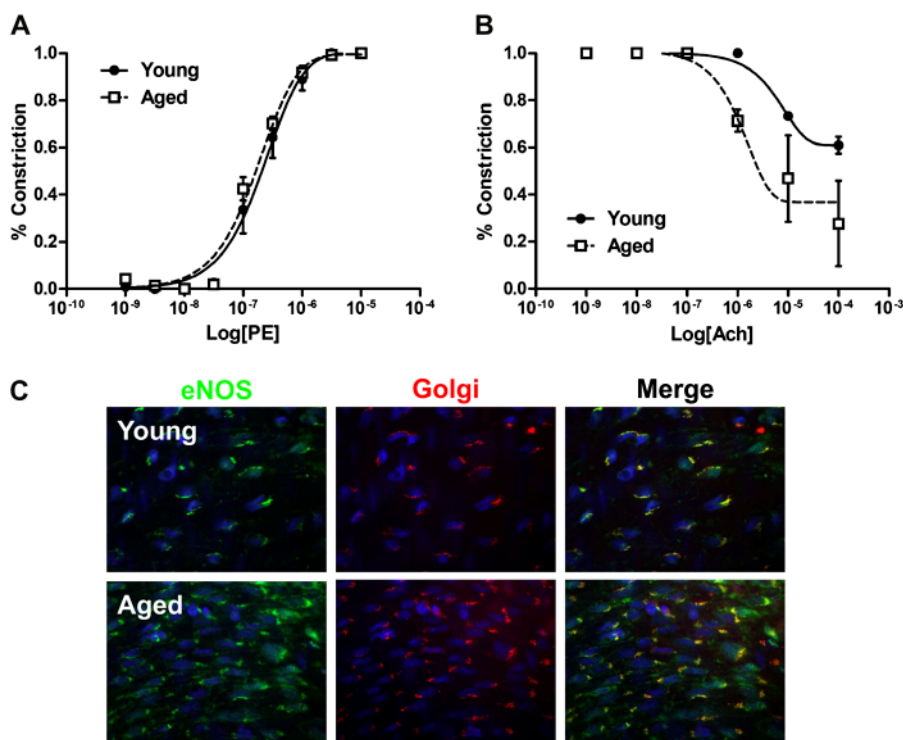 A
% Constriction
1.0
0.8
0.6
0.4
0.2
0.0
Young
Aged
10-10 10-9 10-8 10-7 10-6 10-5 10-4
Log[PE]
B
% Constriction
1.0
0.8
0.6
0.4
0.2
0.0
Young
Aged
10-10 10-9 10-8 10-7 10-6 10-5 10-4 10-3
Log[Ach]
C
eNOS Golgi Merge
Young
Aged